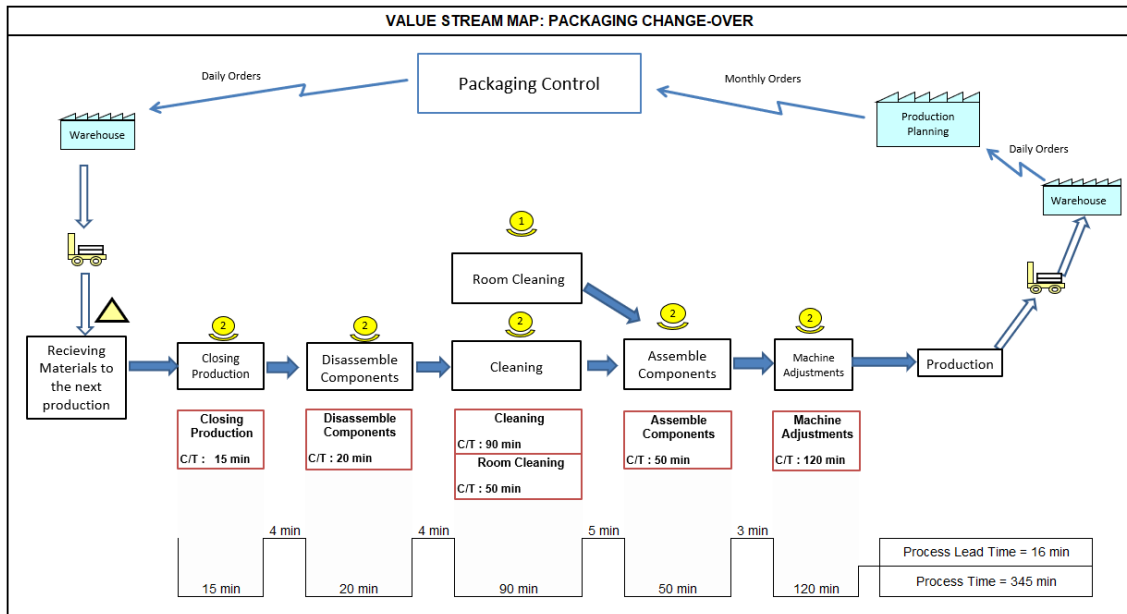 VALUE STREAM MAP: PACKAGING CHANGE-OVER
Daily Orders
Packaging Control
Monthly Orders
Production
Planning
Warehouse
Daily Orders
Warehouse
1
Room Cleaning
2
2
2
2
2
Recieving
Materials to
the next
production
Closing
Production
Disassemble
Components
Cleaning
Assemble
Components
Machine
Adjustments
Production
Closing
Production
C/T : 15 min
Disassemble
Components
C/T : 20 min
Cleaning
C/T : 90 min
Room Cleaning
C/T : 50 min
Assemble
Components
C/T : 50 min
Machine
Adjustments
C/T : 120 min
4 min
4 min
5 min
3 min
15 min
20 min
90 min
50 min
120 min
Process Lead Time = 16 min
Process Time = 345 min